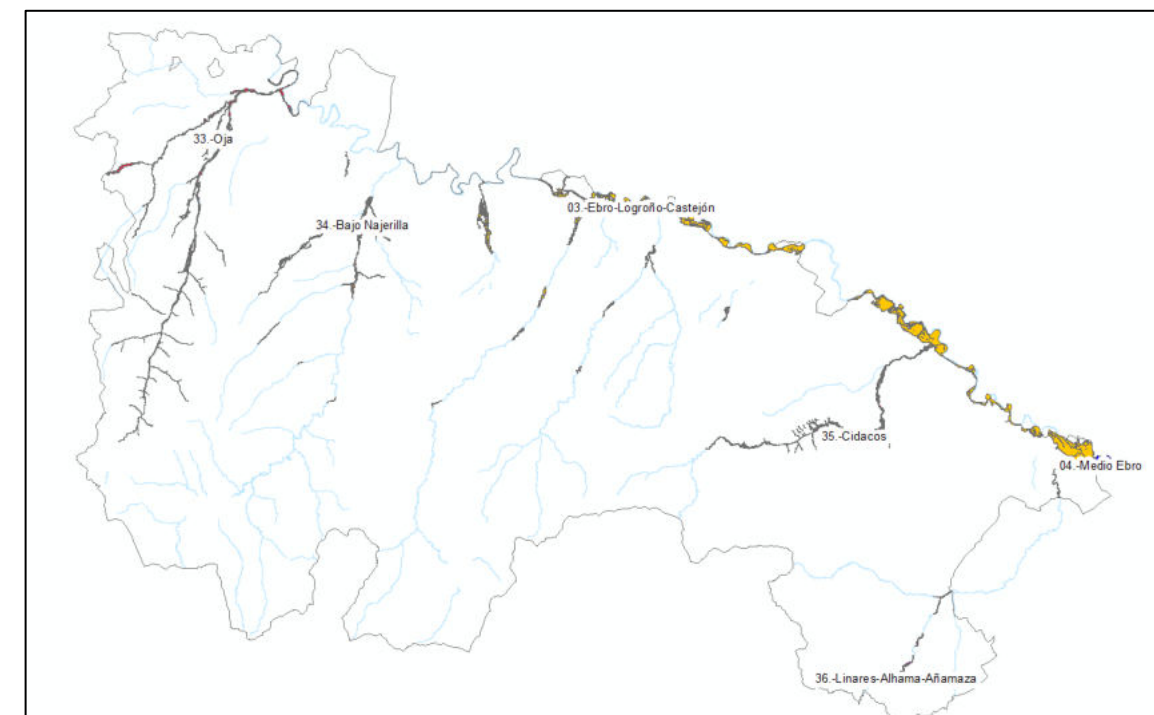 33.-Oja
03.-Ebro-Logroño-Castejón
34.-Bajo Najerilla
35.-Cidacos
04.-Medio Ebro
36.-Linares-Alhama-Añamaza